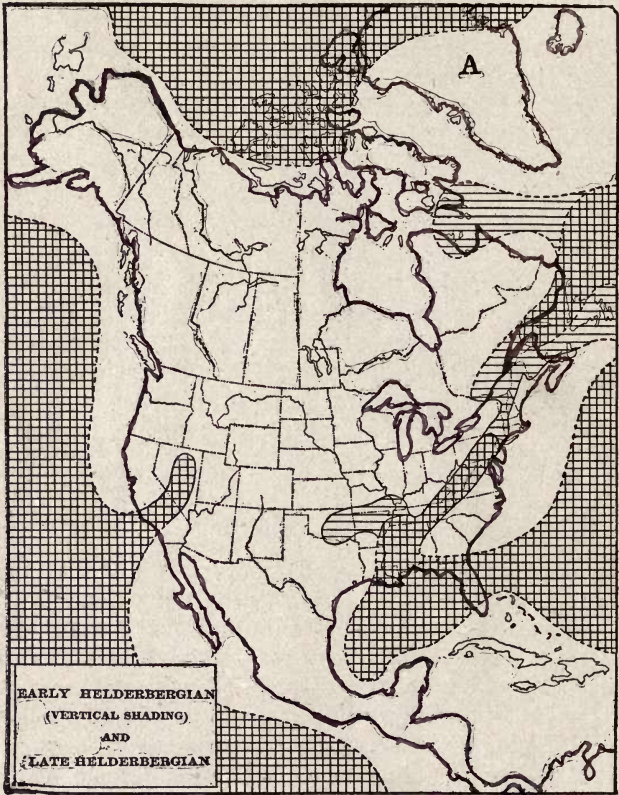 A
EARLY HELDERBERGIAN
(VERTICAL SHADING)
AND
LATE HELDERBERGIAN